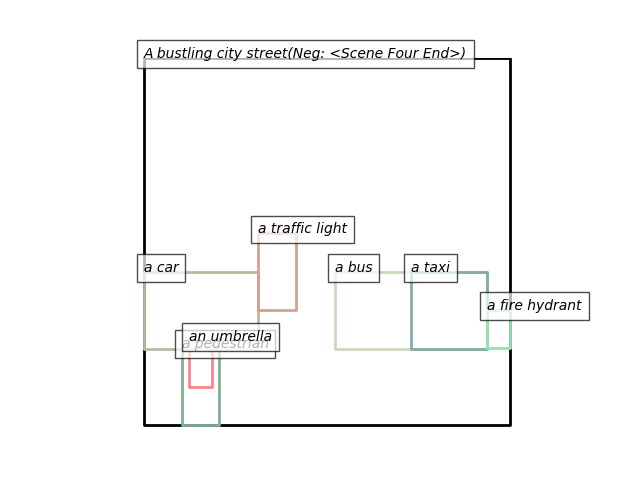 A bustling city street(Neg: <Scene Four End>)
a traffic light
a car
a bus
a taxi
a fire hydrant
an umbrella
a pedestrian